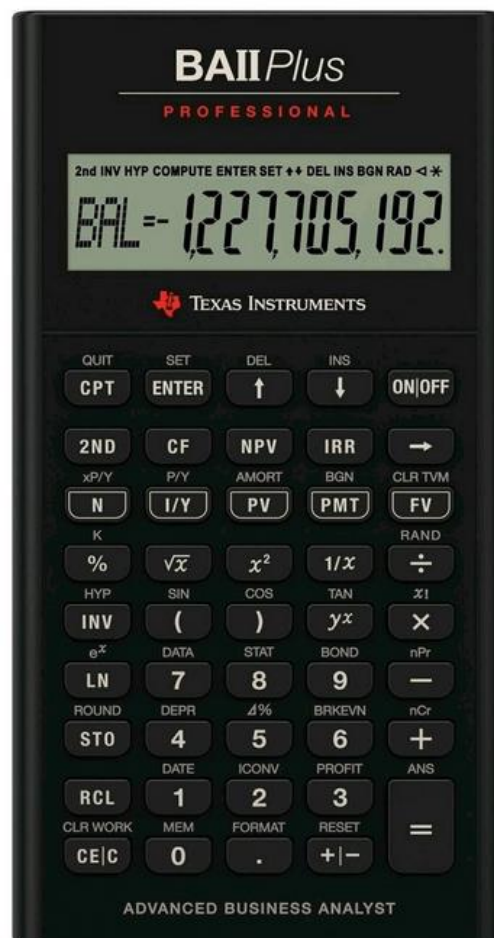 BAII Plus
PROFESSIONAL
2nd INV HYP COMPUTE ENTER SET ⬆⬇ DEL INS BGN RAD ◁ *
BAL=- 1,227,705,192.
TEXAS INSTRUMENTS
QUIT SET DEL INS
CPT ENTER ↑ ↓ ON|OFF
2ND CF NPV IRR →
xP/Y P/Y AMORT BGN CLR TVM
N I/Y PV PMT FV
K RAND
% √x x² 1/x ÷
HYP SIN COS TAN x!
INV ( ) yˣ ×
eˣ DATA STAT BOND nPr
LN 7 8 9 −
ROUND DEPR Δ% BRKEVN nCr
STO 4 5 6 +
DATE ICONV PROFIT ANS
RCL 1 2 3 =
CLR WORK MEM FORMAT RESET
CE|C 0 . +|−
ADVANCED BUSINESS ANALYST